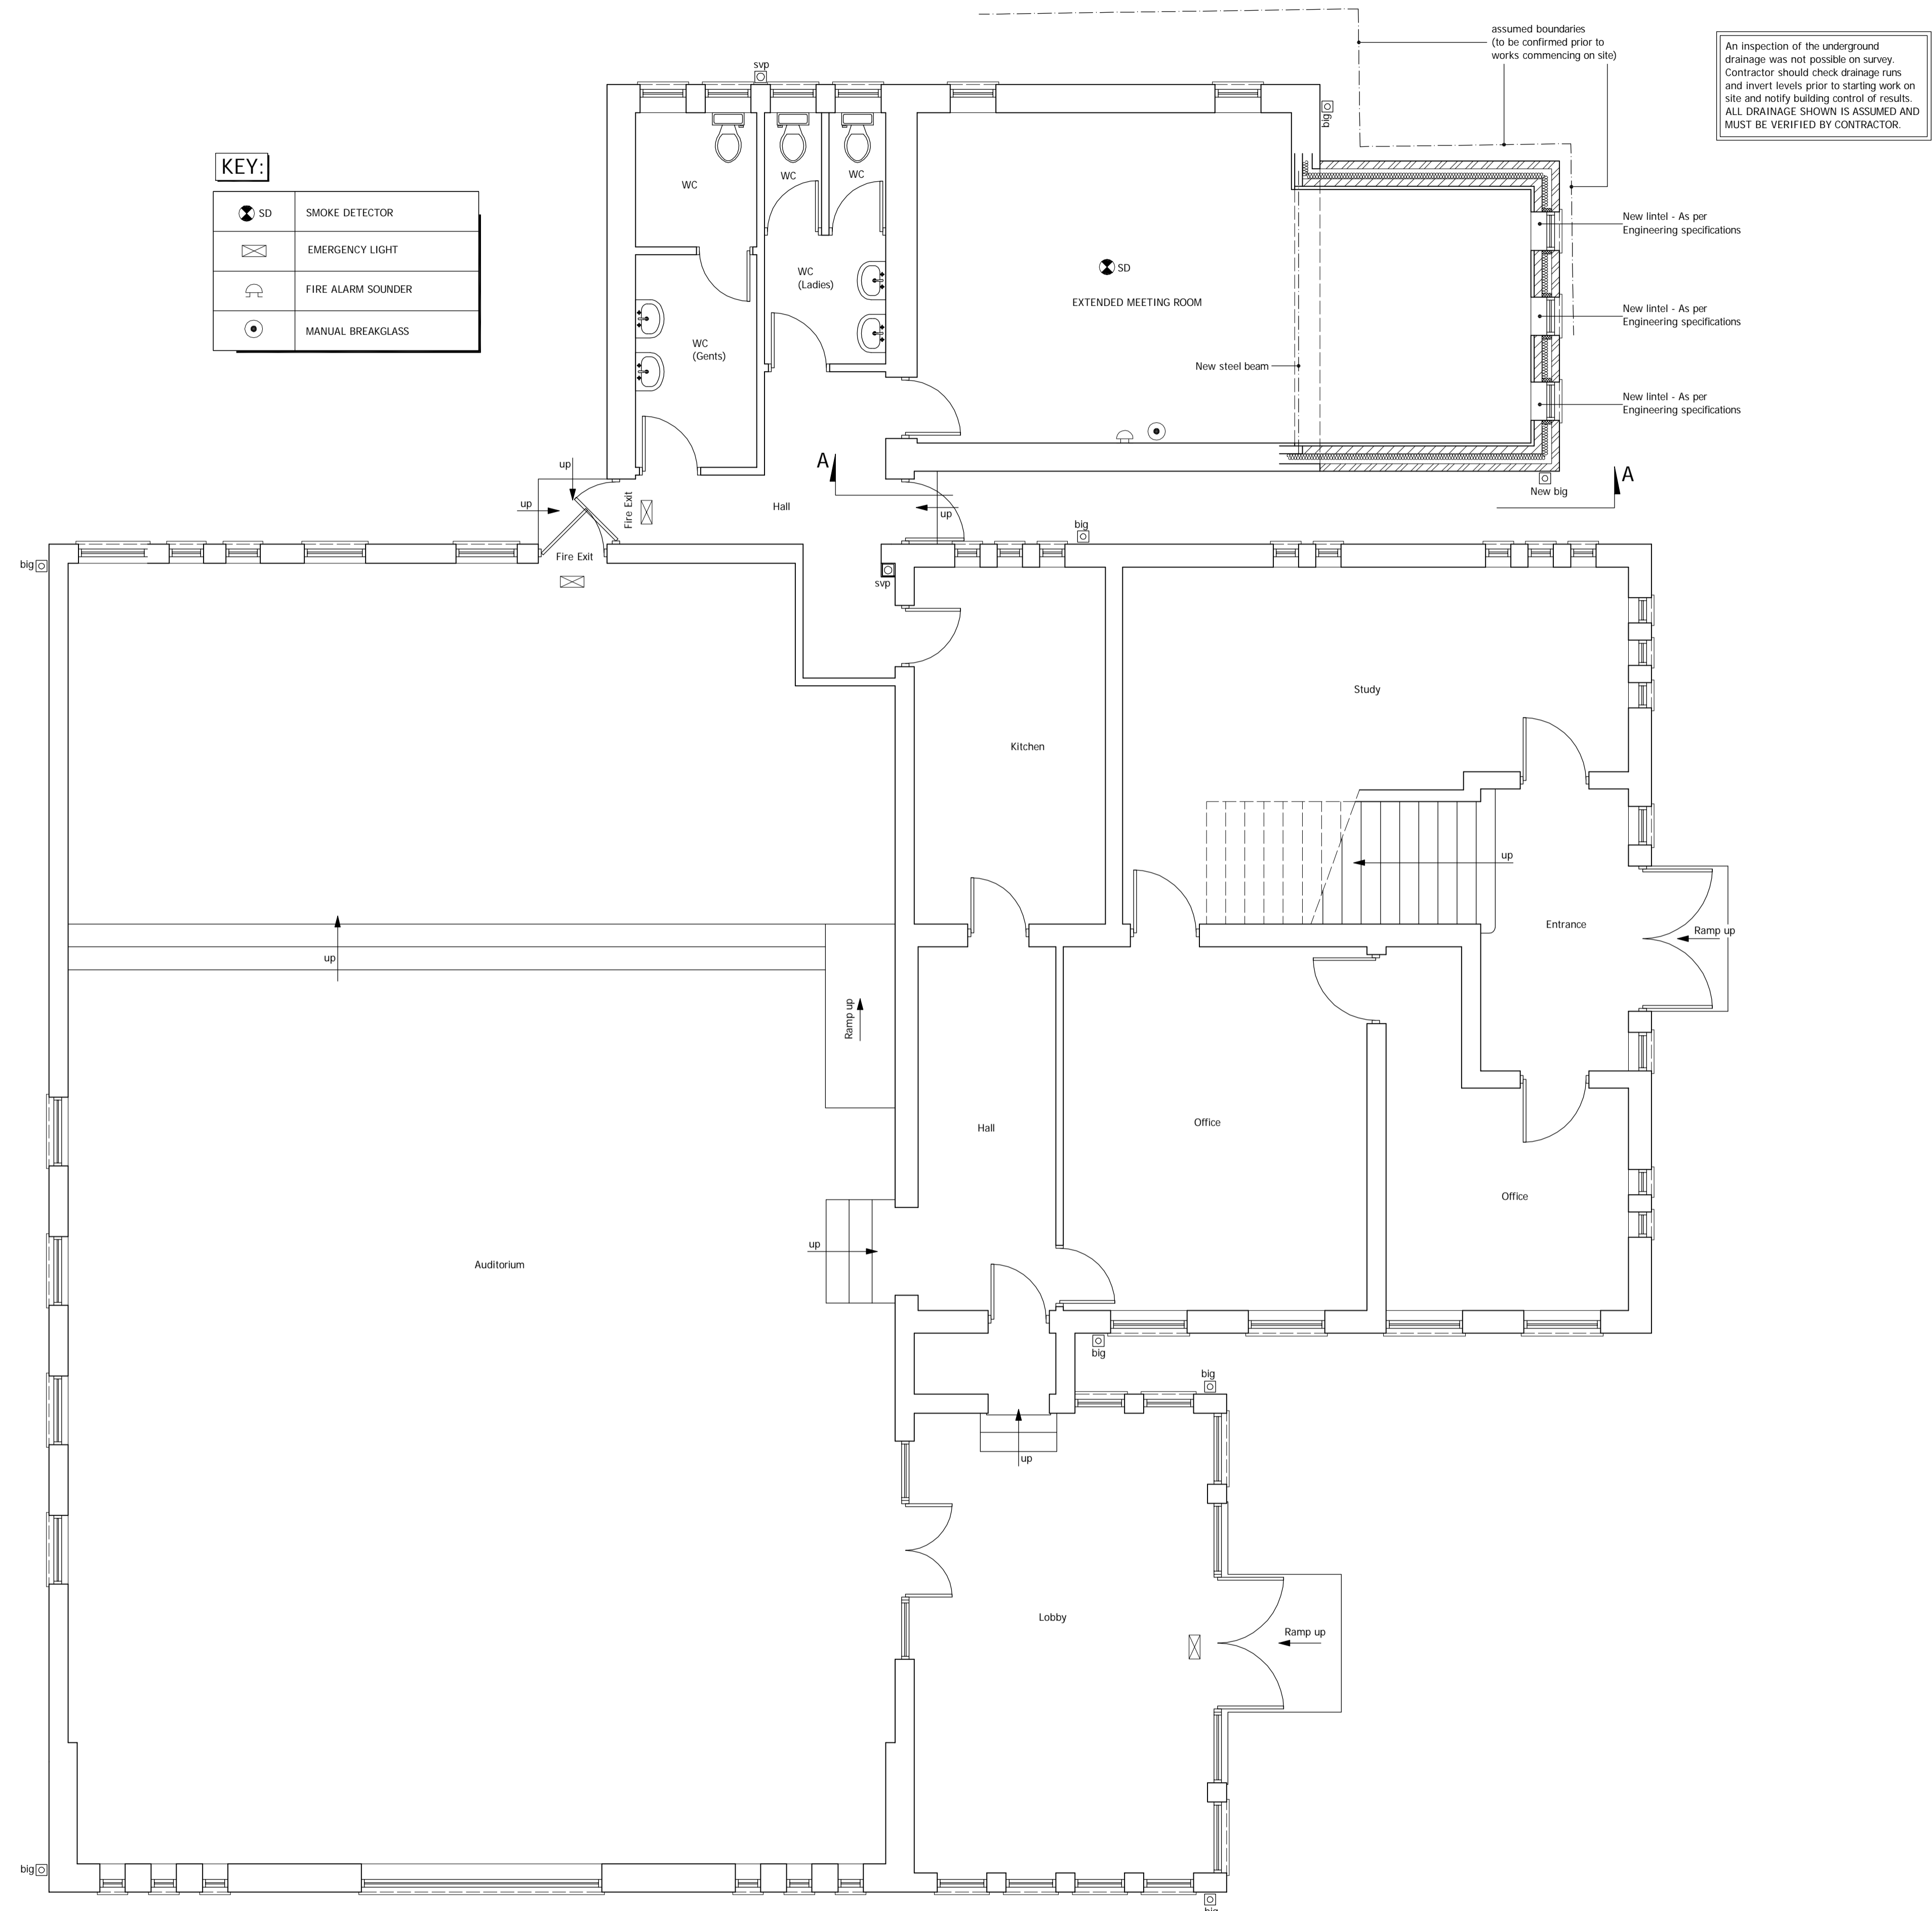 assumed boundaries
(to be confirmed prior to
works commencing on site)
An inspection of the underground
drainage was not possible on survey.
Contractor should check drainage runs
and invert levels prior to starting work on
site and notify building control of results.
ALL DRAINAGE SHOWN IS ASSUMED AND
MUST BE VERIFIED BY CONTRACTOR.
svp
big
KEY:
SD
SMOKE DETECTOR
EMERGENCY LIGHT
FIRE ALARM SOUNDER
MANUAL BREAKGLASS
WC
WC
WC
New lintel - As per
Engineering specifications
WC
(Ladies)
SD
EXTENDED MEETING ROOM
New lintel - As per
Engineering specifications
WC
(Gents)
New steel beam
New lintel - As per
Engineering specifications
up
A
A
up
Fire Exit
Hall
up
New big
big
Fire Exit
big
svp
Study
Kitchen
up
Entrance
Ramp up
up
Ramp up
Hall
Office
Office
up
Auditorium
big
big
up
Lobby
Ramp up
big
big